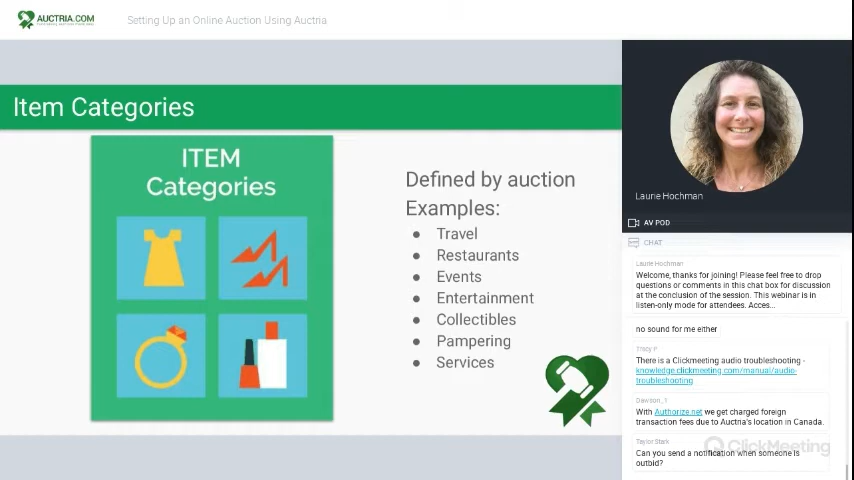 AUCTRIA.COM
Setting Up an Online Auction Using Auctria
Item Categories
ITEM
Categories
Defined by auction
Examples:
● Travel
● Restaurants
● Events
● Entertainment
● Collectibles
● Pampering
● Services
Laurie Hochman
AV POD
CHAT
Laurie Hochman
Welcome, thanks for joining! Please feel free to drop
questions or comments in this chat box for discussion
at the conclusion of the session. This webinar is in
listen-only mode for attendees. Acces...
no sound for me either
Tracy P
There is a Clickmeeting audio troubleshooting -
knowledge.clickmeeting.com/manual/audio-
troubleshooting
Dawson_1
With Authorize.net we get charged foreign
transaction fees due to Auctria's location in Canada.
Taylor Stark
ClickMeeting
Can you send a notification when someone is
outbid?